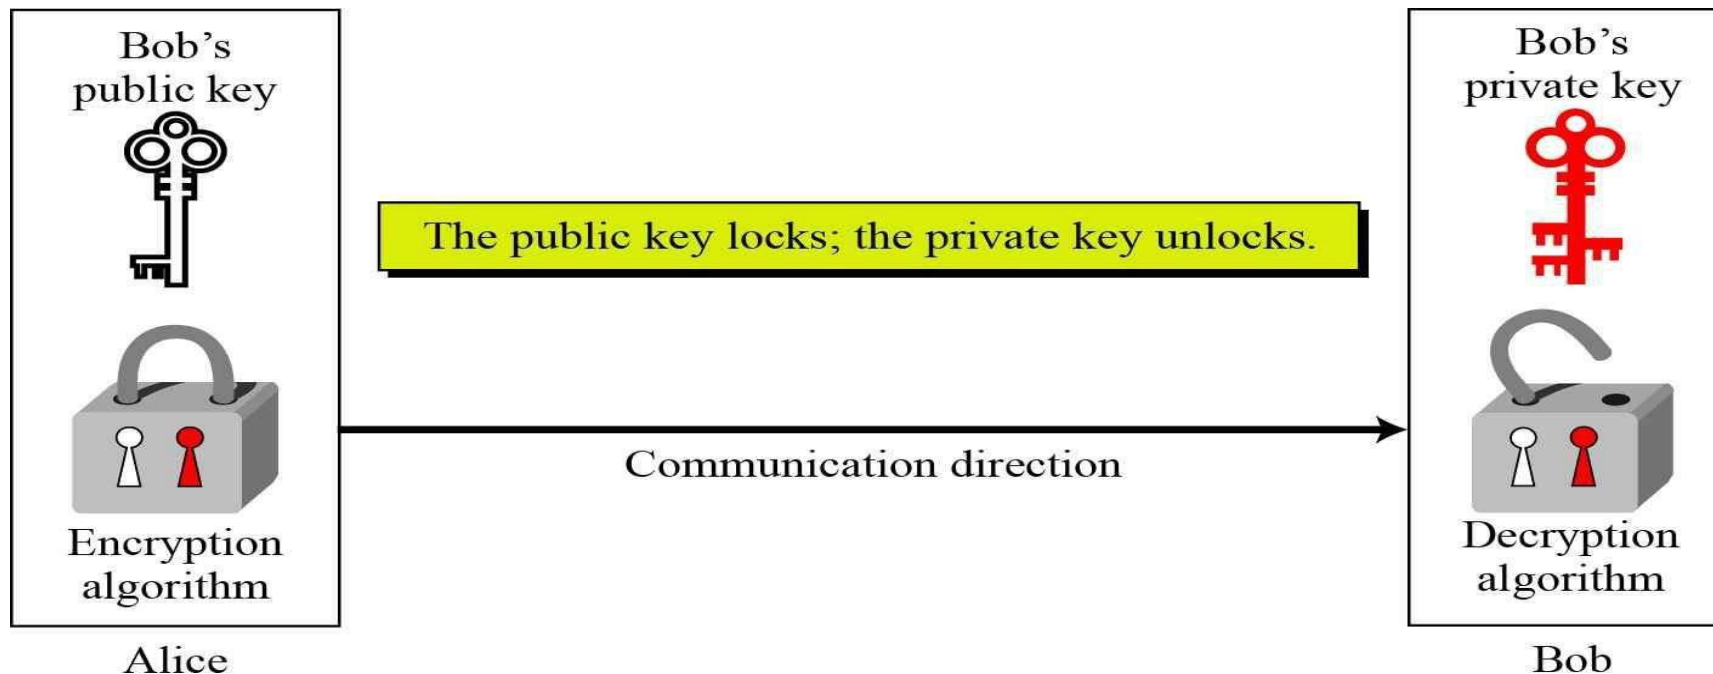 Bob’s
public key
Encryption
algorithm
Alice
The public key locks; the private key unlocks.
Communication direction
Bob’s
private key
Decryption
algorithm
Bob